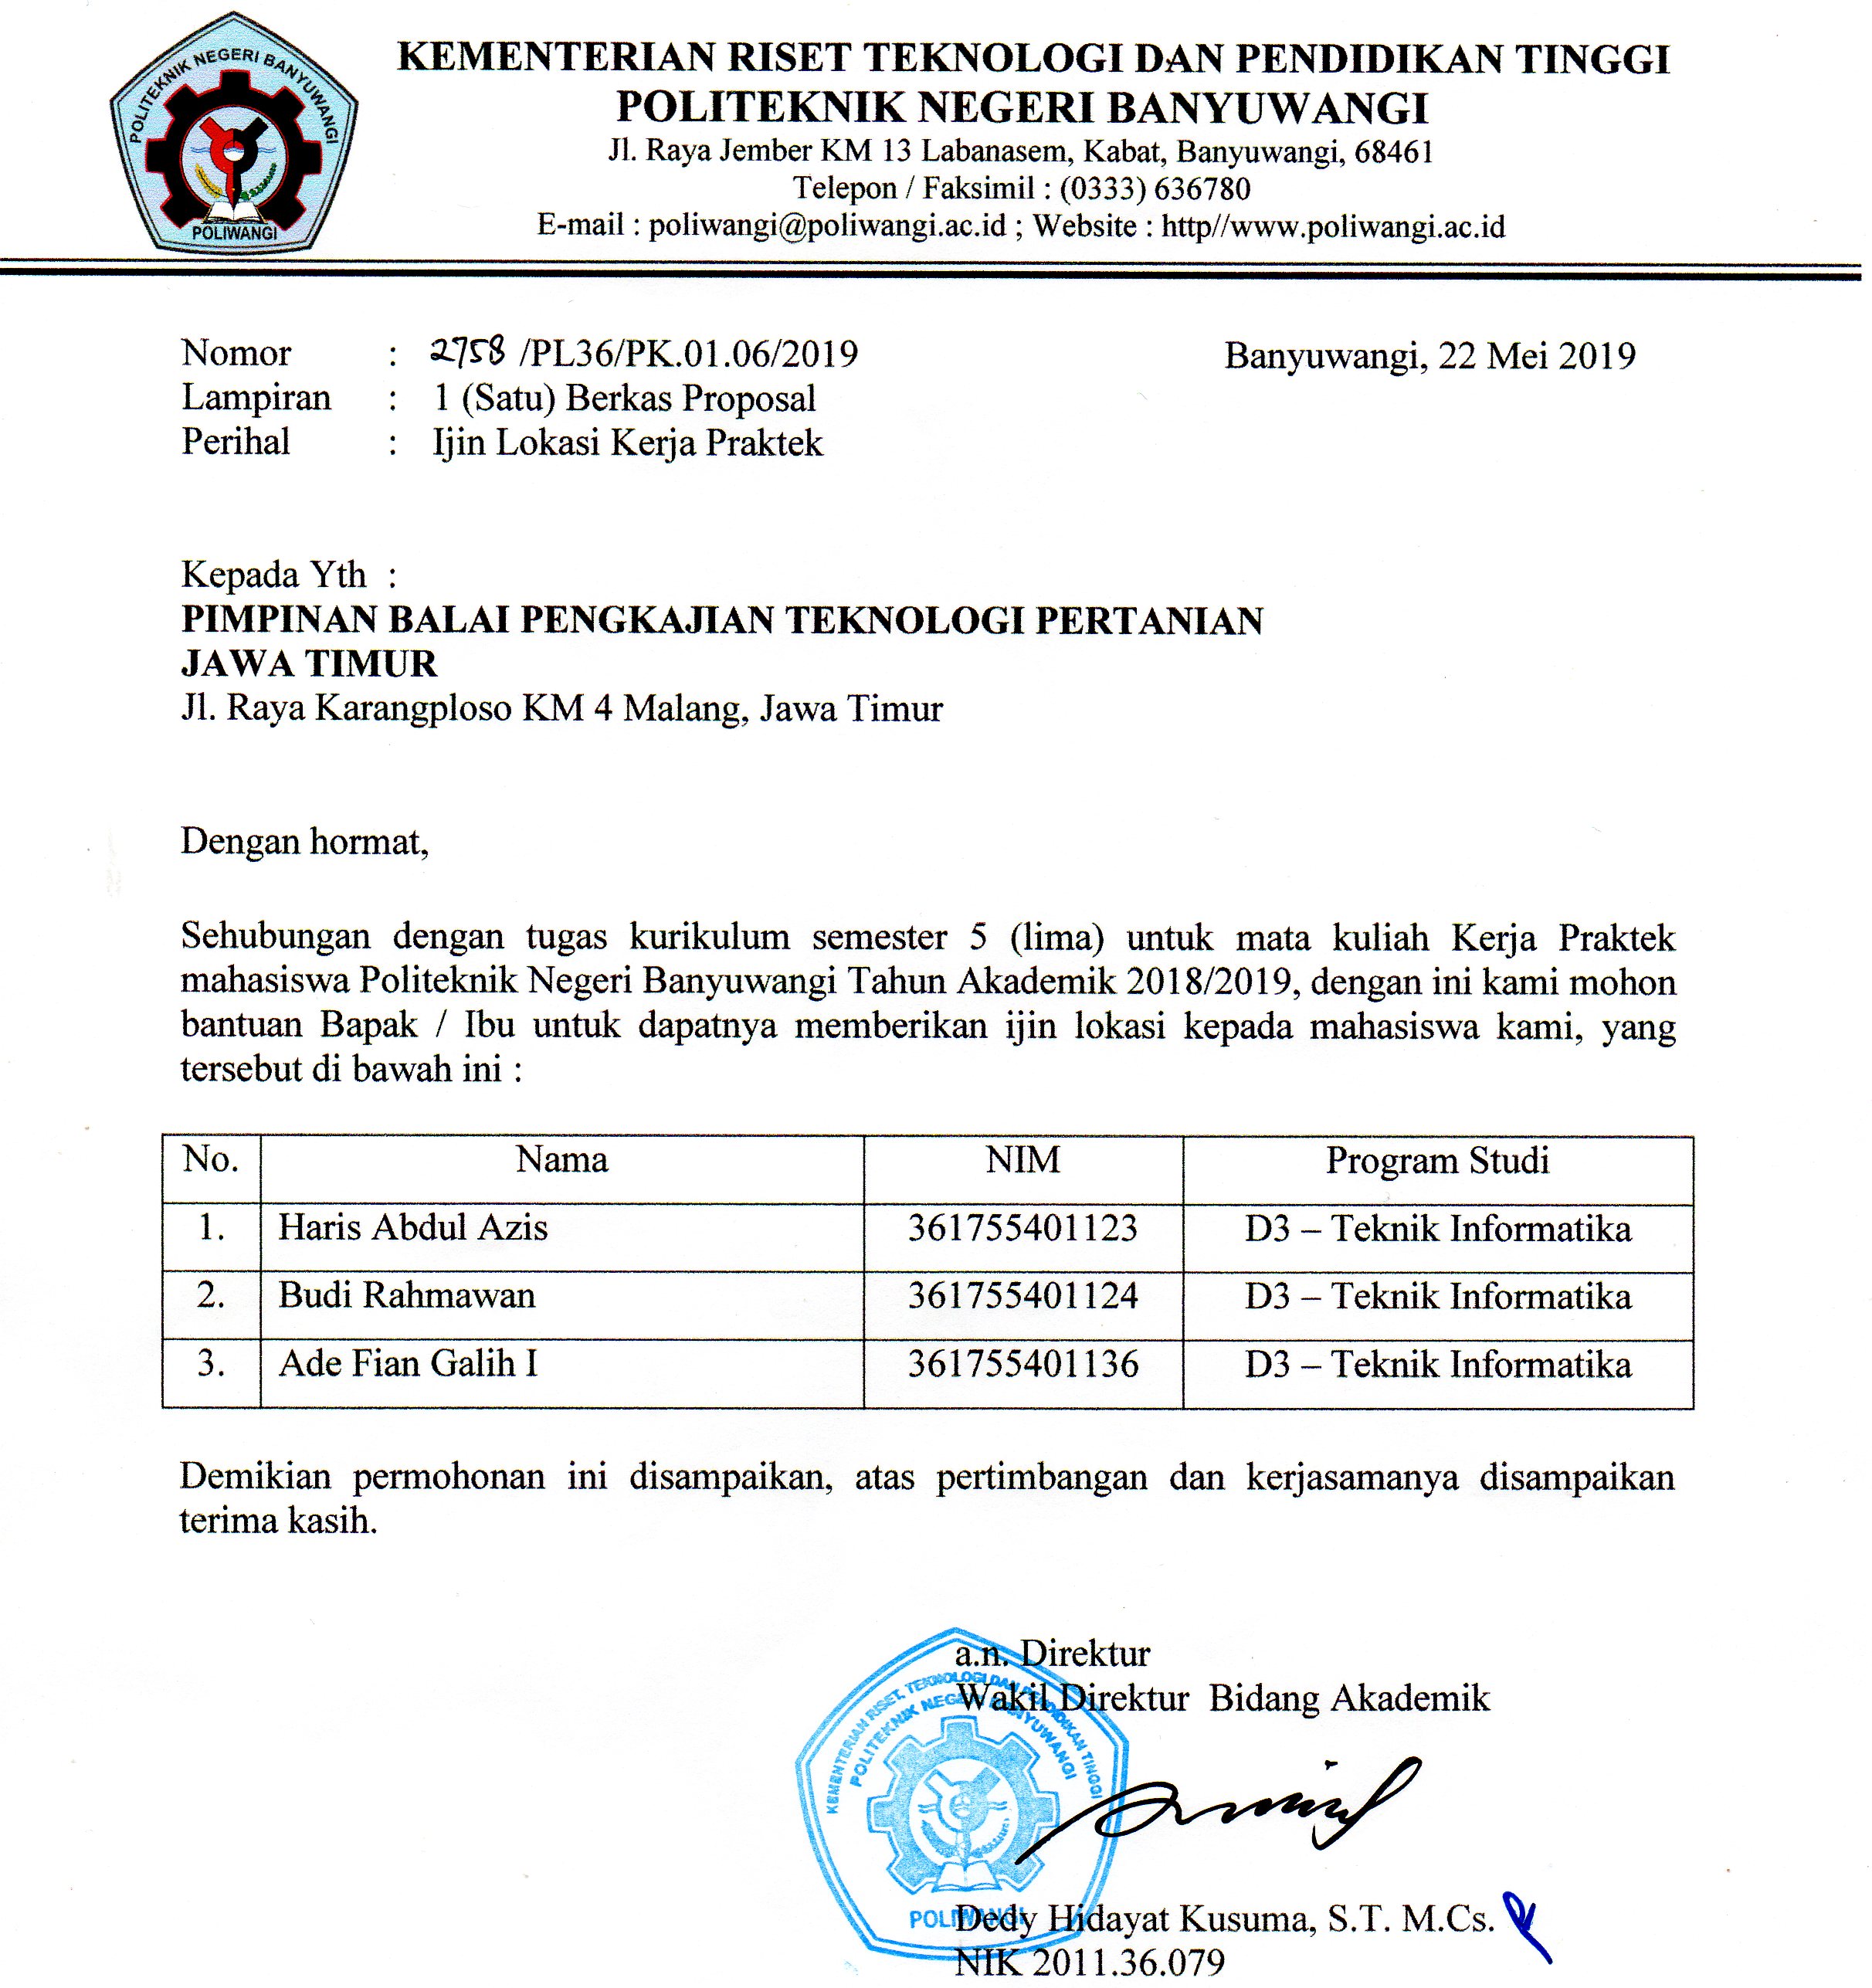 POLITEKNIK NEGERI BANYUWANGI
POLIWANGI
KEMENTERIAN RISET TEKNOLOGI DAN PENDIDIKAN TINGGI
POLITEKNIK NEGERI BANYUWANGI
Jl. Raya Jember KM 13 Labanasem, Kabat, Banyuwangi, 68461
Telepon / Faksimil : (0333) 636780
E-mail : poliwangi@poliwangi.ac.id ; Website : http//www.poliwangi.ac.id
Nomor : 2758 /PL36/PK.01.06/2019 Banyuwangi, 22 Mei 2019
Lampiran : 1 (Satu) Berkas Proposal
Perihal : Ijin Lokasi Kerja Praktek
Kepada Yth :
PIMPINAN BALAI PENGKAJIAN TEKNOLOGI PERTANIAN
JAWA TIMUR
Jl. Raya Karangploso KM 4 Malang, Jawa Timur
Dengan hormat,
Sehubungan dengan tugas kurikulum semester 5 (lima) untuk mata kuliah Kerja Praktek
mahasiswa Politeknik Negeri Banyuwangi Tahun Akademik 2018/2019, dengan ini kami mohon
bantuan Bapak / Ibu untuk dapatnya memberikan ijin lokasi kepada mahasiswa kami, yang
tersebut di bawah ini :
No. Nama NIM Program Studi
1. Haris Abdul Azis 361755401123 D3 – Teknik Informatika
2. Budi Rahmawan 361755401124 D3 – Teknik Informatika
3. Ade Fian Galih I 361755401136 D3 – Teknik Informatika
Demikian permohonan ini disampaikan, atas pertimbangan dan kerjasamanya disampaikan
terima kasih.
a.n. Direktur
Wakil Direktur Bidang Akademik
KEMENTERIAN RISET, TEKNOLOGI DAN PENDIDIKAN TINGGI
POLITEKNIK NEGERI BANYUWANGI
POLIWANGI
Dedy Hidayat Kusuma, S.T. M.Cs.
NIK 2011.36.079